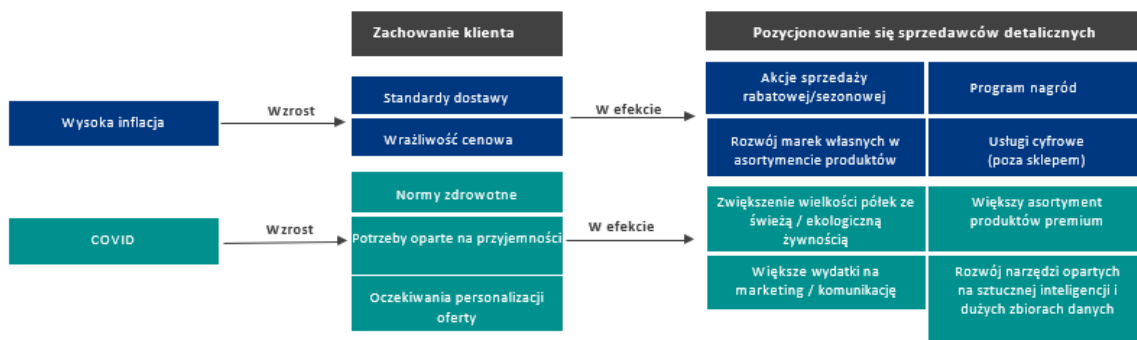 Zachowanie klienta
Pozycjonowanie się sprzedawców detalicznych
Wysoka inflacja
Wzrost
Standardy dostawy
Wrażliwość cenowa
W efekcie
Akcje sprzedaży
rabatowej/sezonowej
Program nagród
Rozwój marek własnych w
asortymencie produktów
Usługi cyfrowe
(poza sklepem)
COVID
Wzrost
Normy zdrowotne
Potrzeby oparte na przyjemności
Oczekiwania personalizacji
oferty
W efekcie
Zwiększenie wielkości półek ze
świeżą / ekologiczną
żywnością
Większy asortyment
produktów premium
Większe wydatki na
marketing / komunikację
Rozwój narzędzi opartych
na sztucznej inteligencji i
dużych zbiorach danych